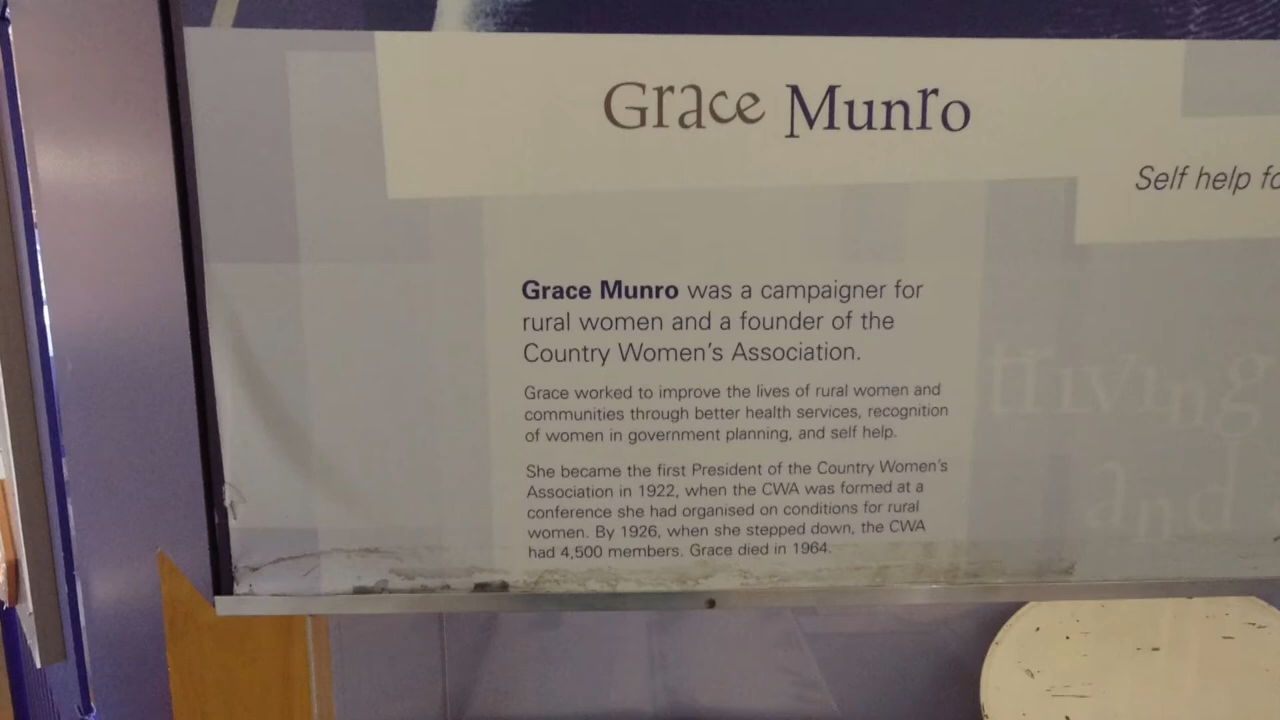 Grace Munro
Self help
Grace Munro was a campaigner for
rural women and a founder of the
Country Women's Association.
Grace worked to improve the lives of rural women and
communities through better health services, recognition
of women in government planning, and self help.
She became the first President of the Country Women's
Association in 1922, when the CWA was formed at a
conference she had organised on conditions for rural
women. By 1926, when she stepped down, the CWA
had 4,500 members. Grace died in 1964.
and